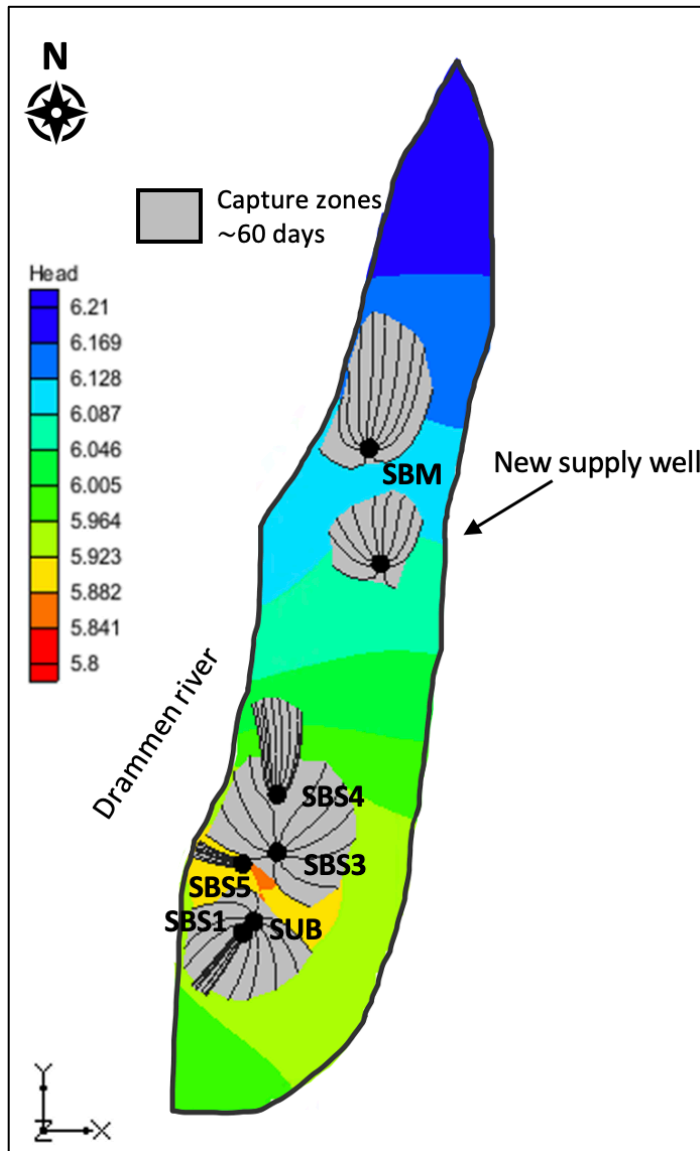 N
Capture zones
~60 days
Head
6.21
6.169
6.128
6.087
6.046
6.005
5.964
5.923
5.882
5.841
5.8
SBM
New supply well
Drammen river
SBS4
SBS3
SBS5
SBS1
SUB
Y
Z
X